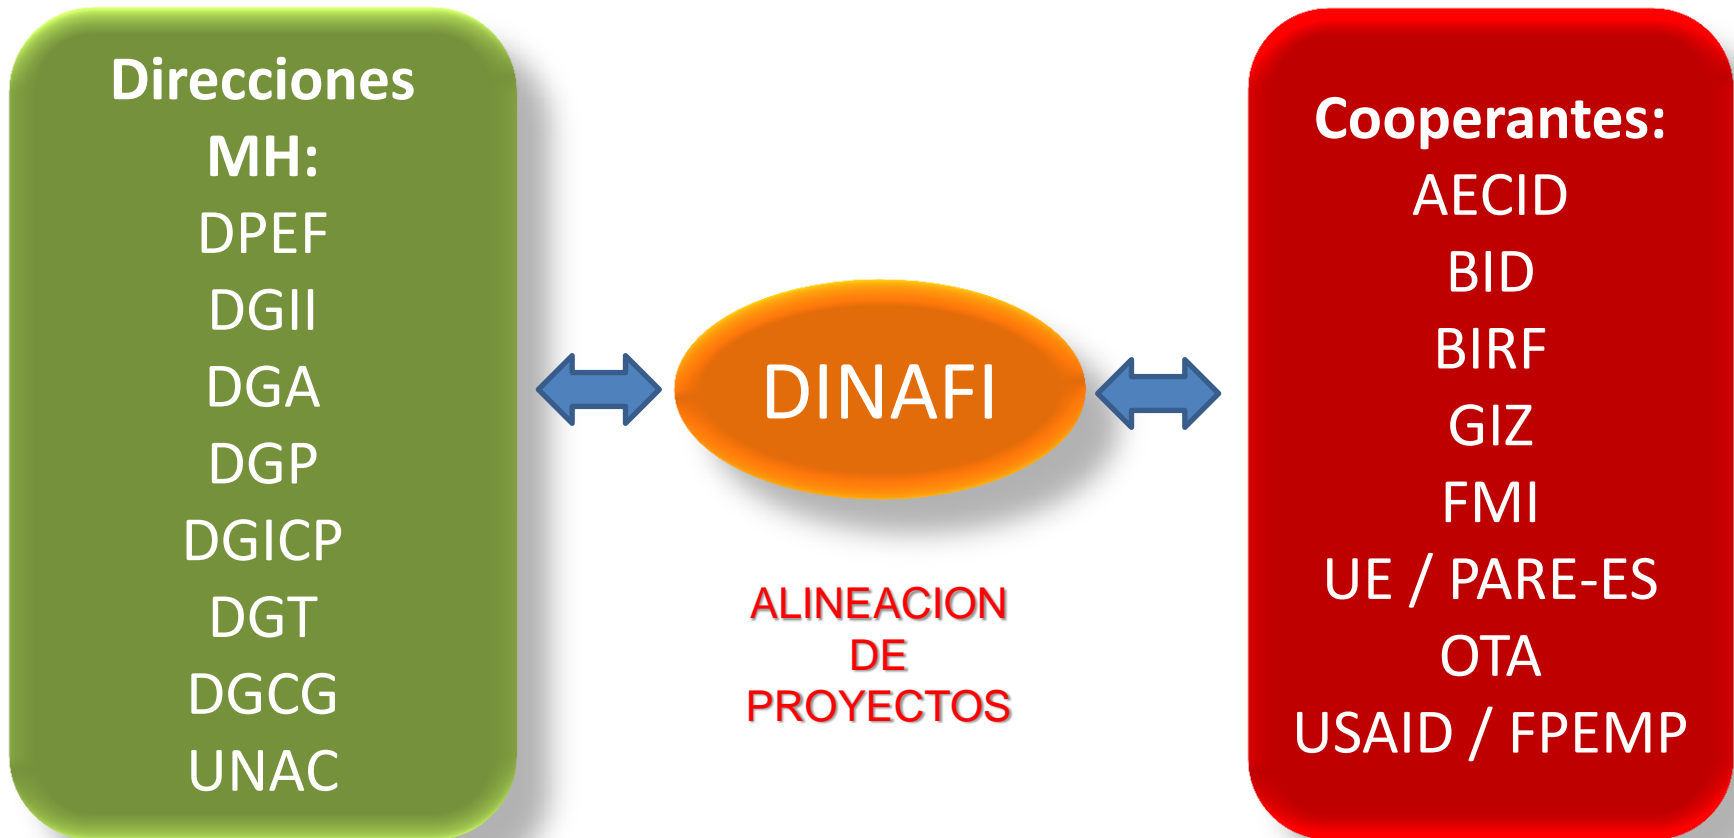 Direcciones
MH:
DPEF
DGII
DGA
DGP
DGICP
DGT
DGCG
UNAC
DINAFI
ALINEACION
DE
PROYECTOS
Cooperantes:
AECID
BID
BIRF
GIZ
FMI
UE / PARE-ES
OTA
USAID / FPEMP